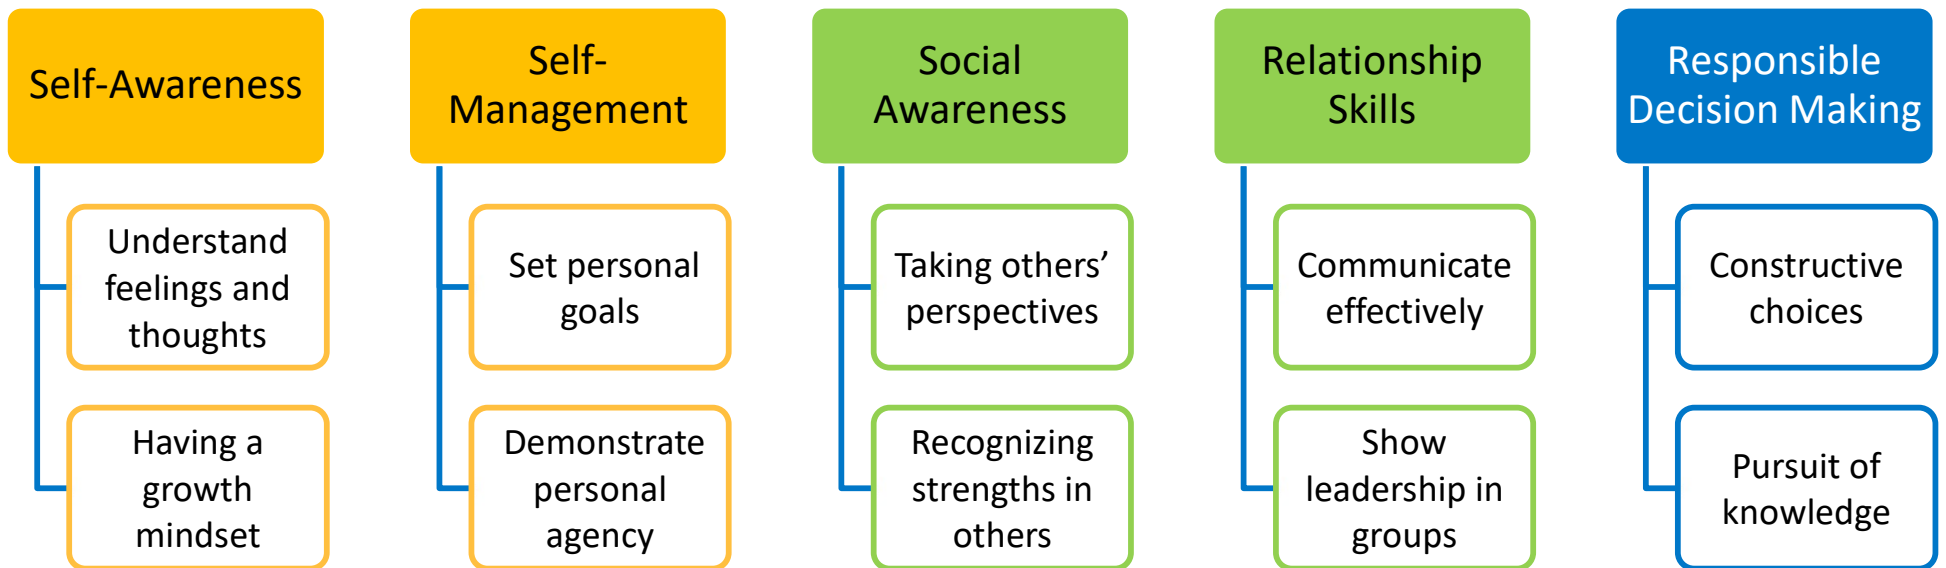 Self-Awareness
Understand
feelings and
thoughts
Having a
growth
mindset
Self-
Management
Set personal
goals
Demonstrate
personal
agency
Social
Awareness
Taking others’
perspectives
Recognizing
strengths in
others
Relationship
Skills
Communicate
effectively
Show
leadership in
groups
Responsible
Decision Making
Constructive
choices
Pursuit of
knowledge